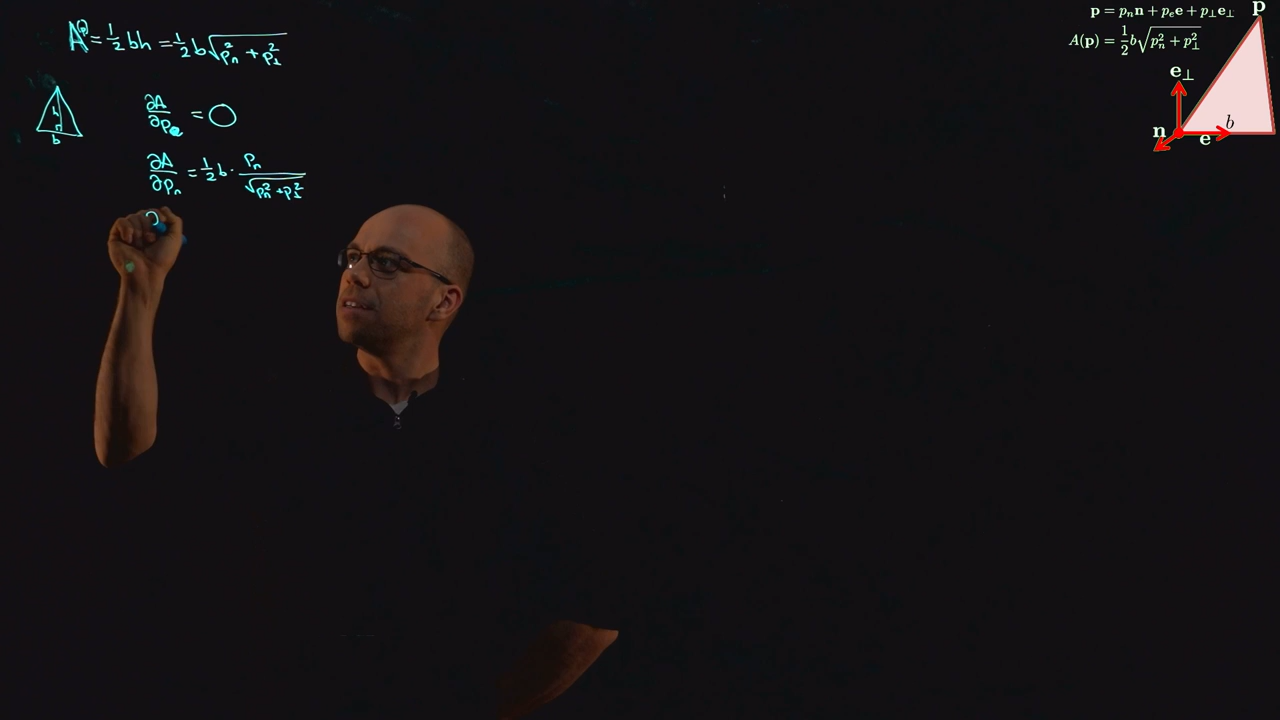 A(p) = 1/2 bh = 1/2 b√(pₙ² + p⊥²)
h
b
∂A/∂pₑ = 0
∂A/∂pₙ = 1/2 b · pₙ/√(pₙ² + p⊥²)
∂
p = pₙn + pₑe + p⊥e⊥
A(p) = 1/2 b√(pₙ² + p⊥²)
p
e⊥
n
e
b